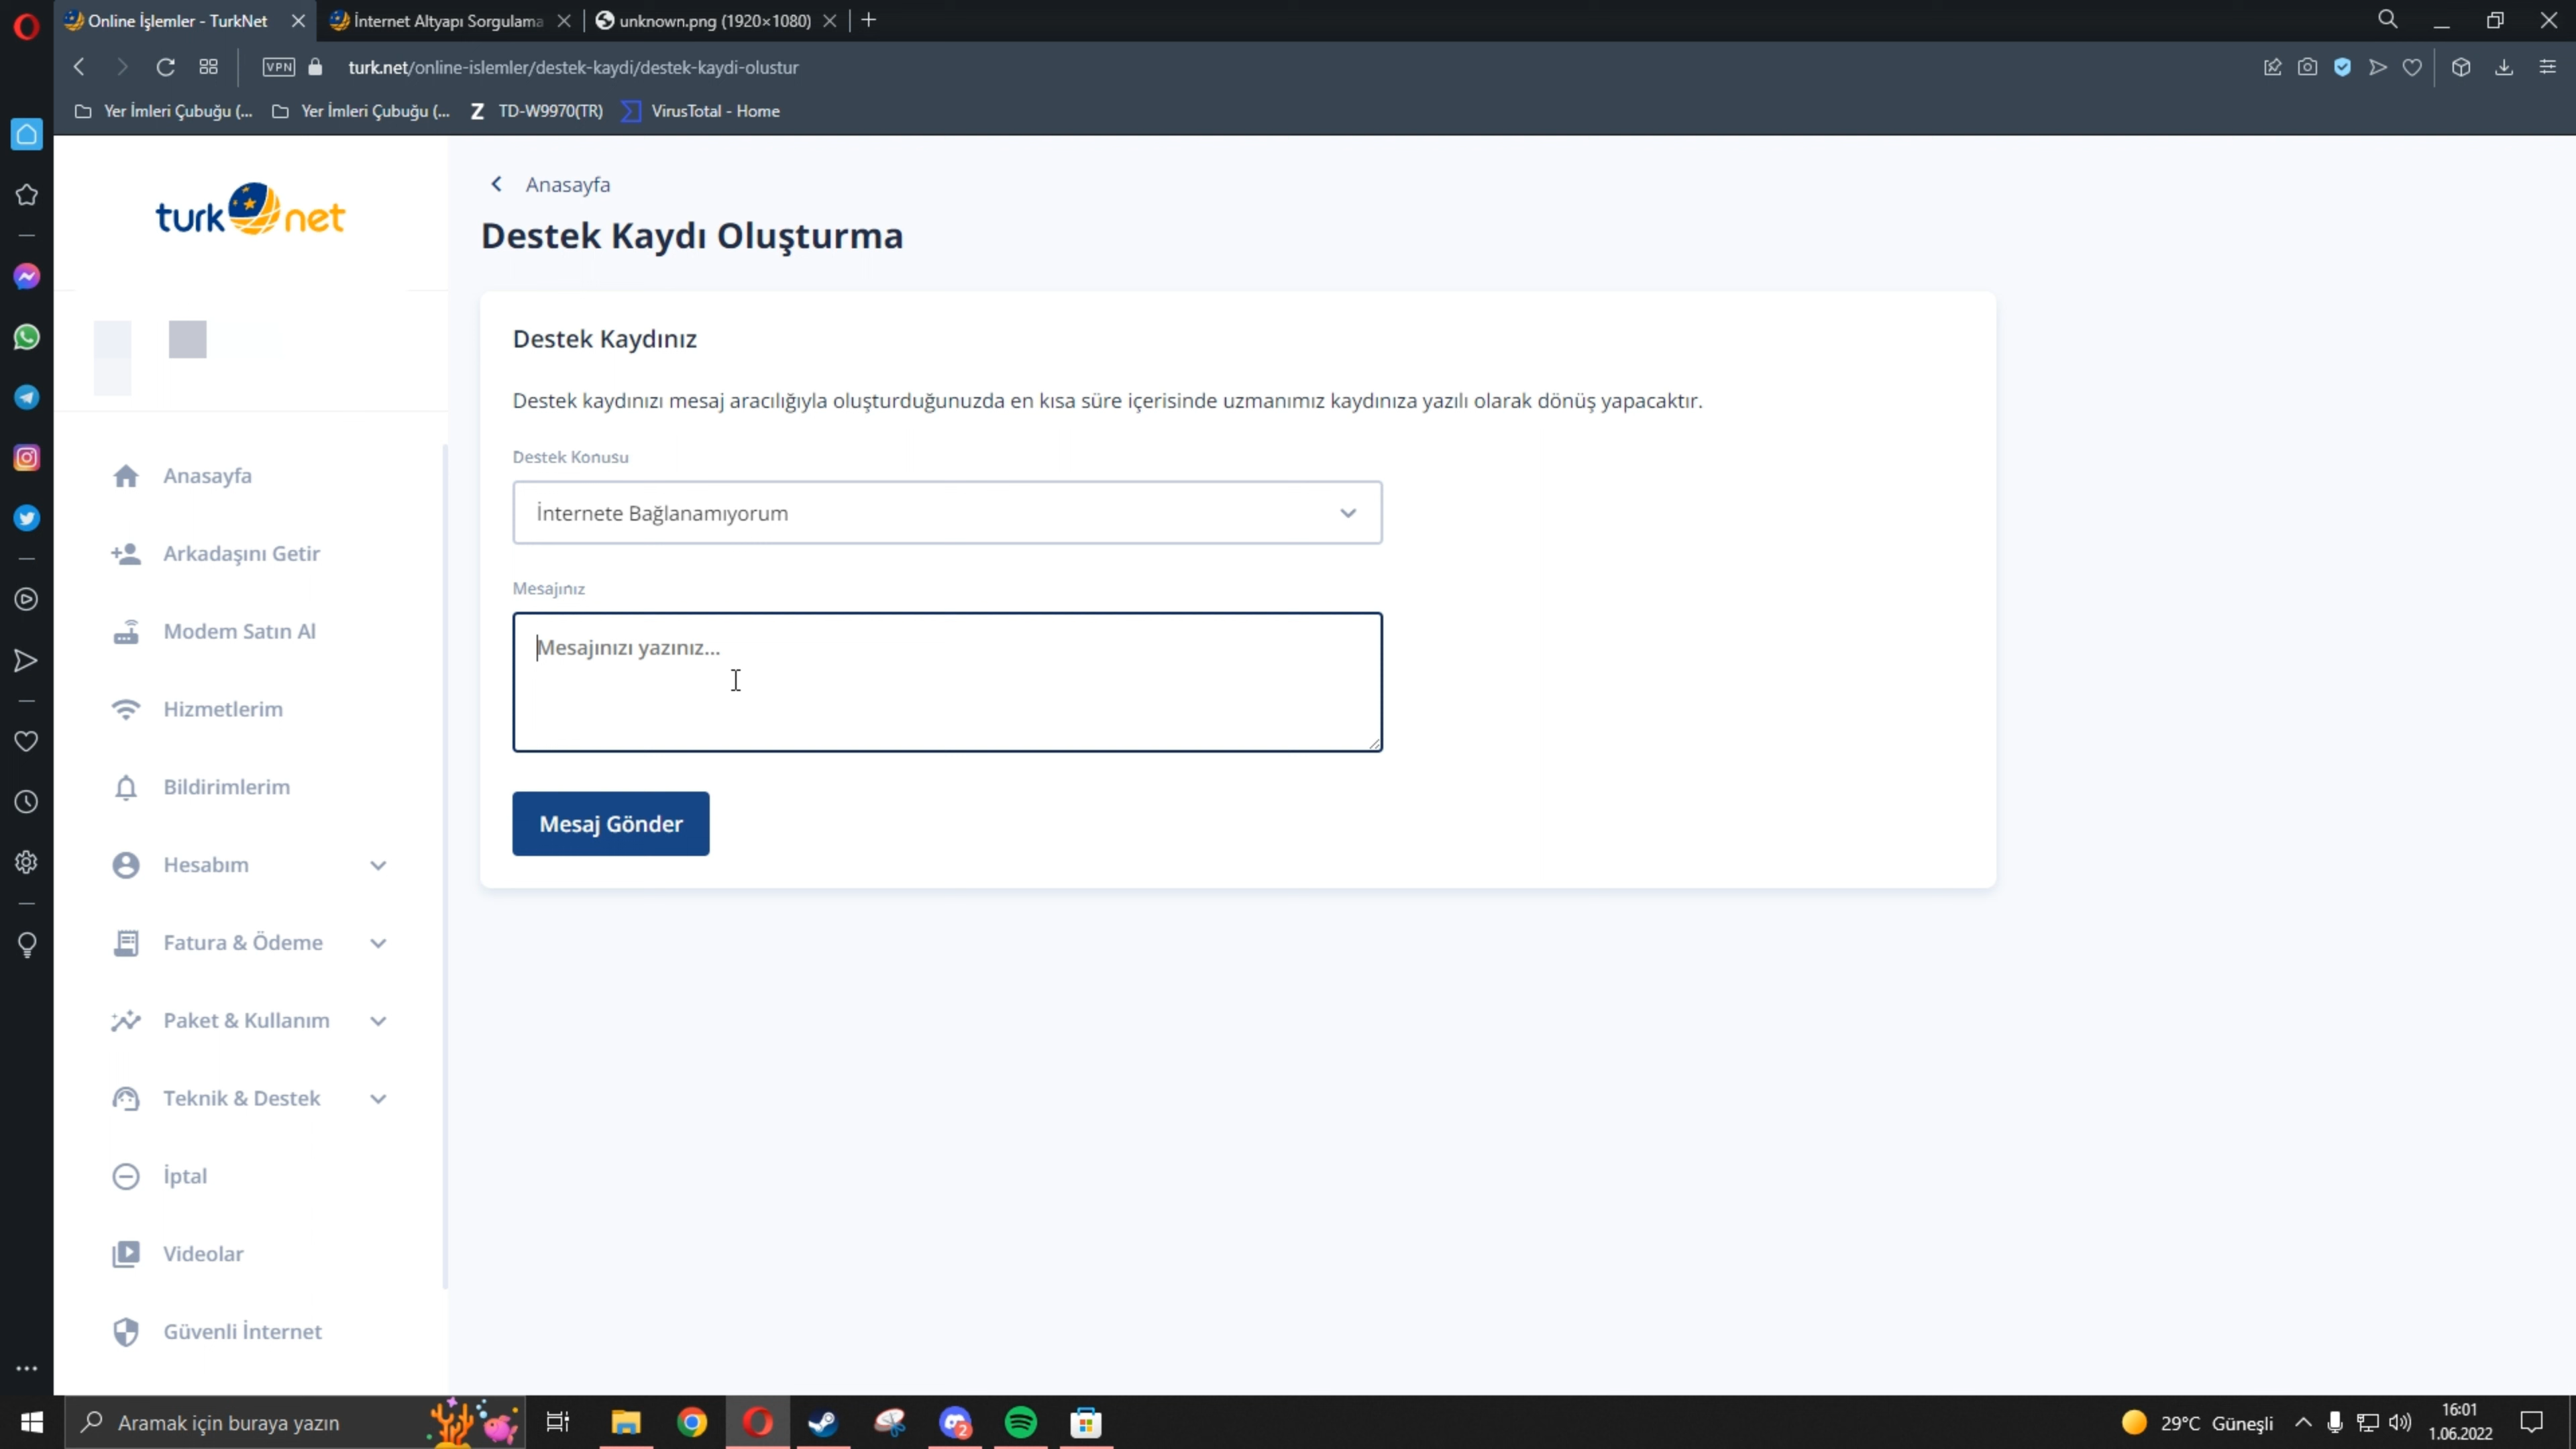 Online İşlemler - TurkNet
İnternet Altyapı Sorgulama
unknown.png (1920×1080)
VPN
turk.net/online-islemler/destek-kaydi/destek-kaydi-olustur
Yer İmleri Çubuğu (...
Yer İmleri Çubuğu (...
Z TD-W9970(TR)
VirusTotal - Home
turk net
Anasayfa
Destek Kaydı Oluşturma
Destek Kaydınız
Destek kaydınızı mesaj aracılığıyla oluşturduğunuzda en kısa süre içerisinde uzmanımız kaydınıza yazılı olarak dönüş yapacaktır.
Destek Konusu
İnternete Bağlanamıyorum
Mesajınız
Mesajınızı yazınız...
Mesaj Gönder
Anasayfa
Arkadaşını Getir
Modem Satın Al
Hizmetlerim
Bildirimlerim
Hesabım
Fatura & Ödeme
Paket & Kullanım
Teknik & Destek
İptal
Videolar
Güvenli İnternet
Aramak için buraya yazın
2
29°C Güneşli
16:01
1.06.2022